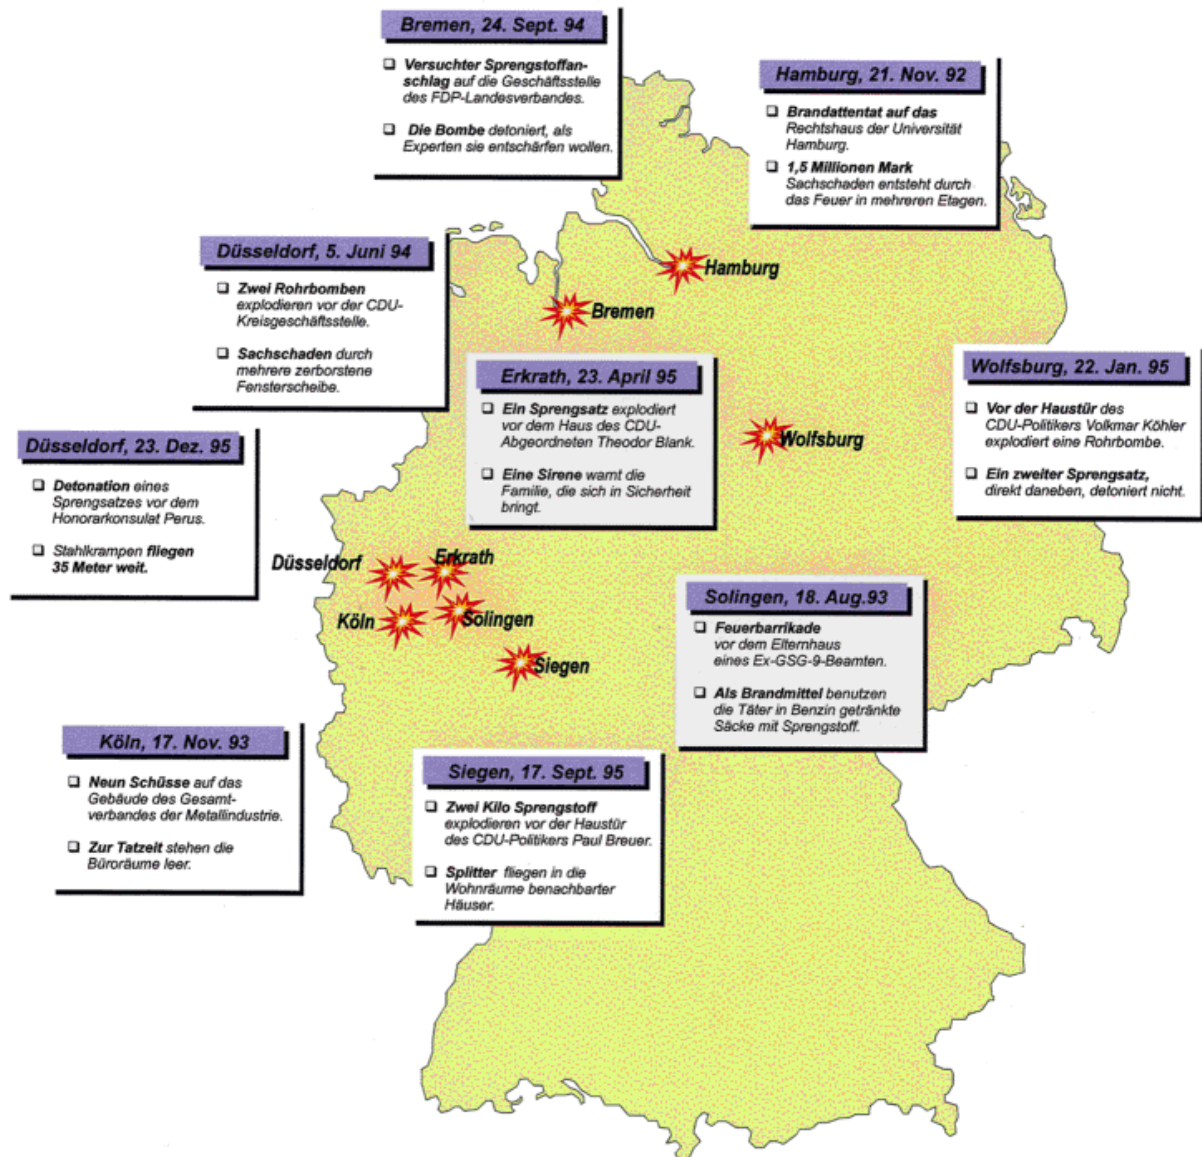 Bremen, 24. Sept. 94
❑ Versuchter Sprengstoffan-
schlag auf die Geschäftsstelle
des FDP-Landesverbandes.
❑ Die Bombe detoniert, als
Experten sie entschärfen wollen.
Hamburg, 21. Nov. 92
❑ Brandattentat auf das
Rechtshaus der Universität
Hamburg.
❑ 1,5 Millionen Mark
Sachschaden entsteht durch
das Feuer in mehreren Etagen.
Düsseldorf, 5. Juni 94
❑ Zwei Rohrbomben
explodieren vor der CDU-
Kreisgeschäftsstelle.
❑ Sachschaden durch
mehrere zerborstene
Fensterscheibe.
Hamburg
Bremen
Erkrath, 23. April 95
❑ Ein Sprengsatz explodiert
vor dem Haus des CDU-
Abgeordneten Theodor Blank.
❑ Eine Sirene warnt die
Familie, die sich in Sicherheit
bringt.
Wolfsburg, 22. Jan. 95
❑ Vor der Haustür des
CDU-Politikers Volkmar Köhler
explodiert eine Rohrbombe.
❑ Ein zweiter Sprengsatz,
direkt daneben, detoniert nicht.
Wolfsburg
Düsseldorf, 23. Dez. 95
❑ Detonation eines
Sprengsatzes vor dem
Honorarkonsulat Perus.
❑ Stahlkrampen fliegen
35 Meter weit.
Düsseldorf
Erkrath
Köln
Solingen
Siegen
Solingen, 18. Aug.93
❑ Feuerbarrikade
vor dem Elternhaus
eines Ex-GSG-9-Beamten.
❑ Als Brandmittel benutzen
die Täter in Benzin getränkte
Säcke mit Sprengstoff.
Köln, 17. Nov. 93
❑ Neun Schüsse auf das
Gebäude des Gesamt-
verbandes der Metallindustrie.
❑ Zur Tatzeit stehen die
Büroräume leer.
Siegen, 17. Sept. 95
❑ Zwei Kilo Sprengstoff
explodieren vor der Haustür
des CDU-Politikers Paul Breuer.
❑ Splitter fliegen in die
Wohnräume benachbarter
Häuser.